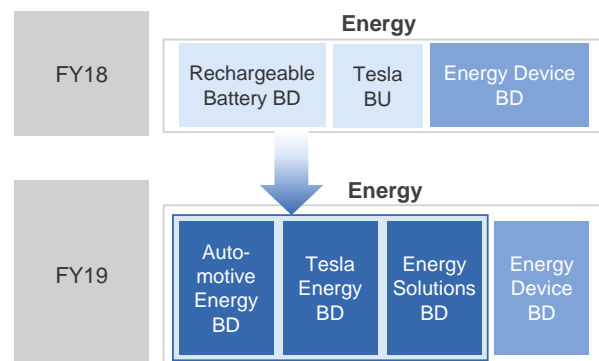 Energy
FY18
Rechargeable
Battery BD
Tesla
BU
Energy Device
BD
Energy
FY19
Auto-
motive
Energy
BD
Tesla
Energy
BD
Energy
Solutions
BD
Energy
Device
BD